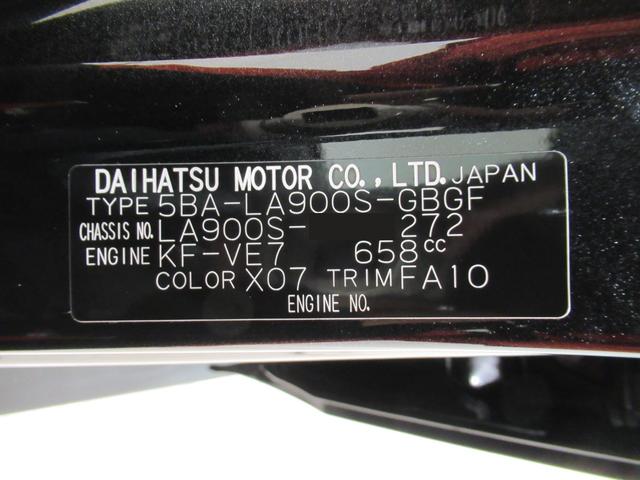 DAIHATSU MOTOR CO., LTD. JAPAN
TYPE 5BA-LA900S-GBGF
CHASSIS NO. LA900S- 272
ENGINE KF-VE7 658cc
COLOR X07 TRIM FA10
ENGINE NO.